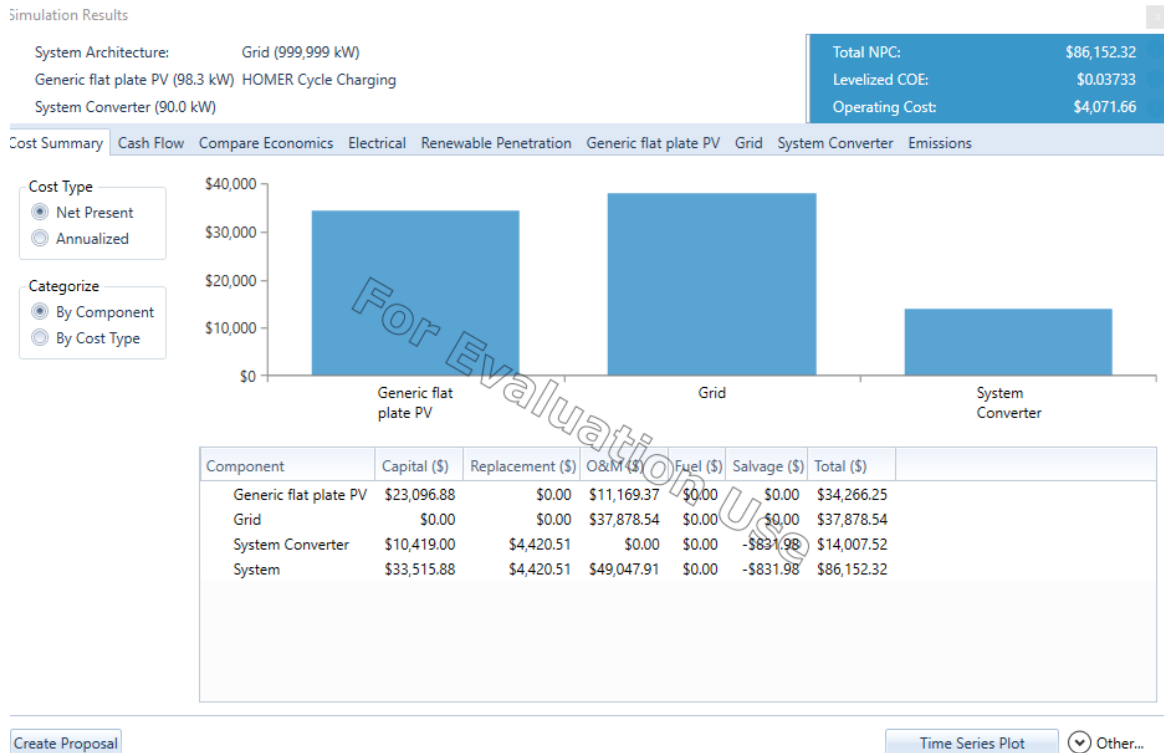 Simulation Results
System Architecture: Grid (999,999 kW)
Generic flat plate PV (98.3 kW) HOMER Cycle Charging
System Converter (90.0 kW)
Total NPC: $86,152.32
Levelized COE: $0.03733
Operating Cost: $4,071.66
Cost Summary Cash Flow Compare Economics Electrical Renewable Penetration Generic flat plate PV Grid System Converter Emissions
Cost Type
Net Present
Annualized
Categorize
By Component
By Cost Type
$40,000
$30,000
$20,000
$10,000
$0
Generic flat
plate PV
Grid
System
Converter
For Evaluation Use
Component Capital ($) Replacement ($) O&M ($) Fuel ($) Salvage ($) Total ($)
Generic flat plate PV $23,096.88 $0.00 $11,169.37 $0.00 $0.00 $34,266.25
Grid $0.00 $0.00 $37,878.54 $0.00 $0.00 $37,878.54
System Converter $10,419.00 $4,420.51 $0.00 $0.00 -$831.98 $14,007.52
System $33,515.88 $4,420.51 $49,047.91 $0.00 -$831.98 $86,152.32
Create Proposal
Time Series Plot
Other...